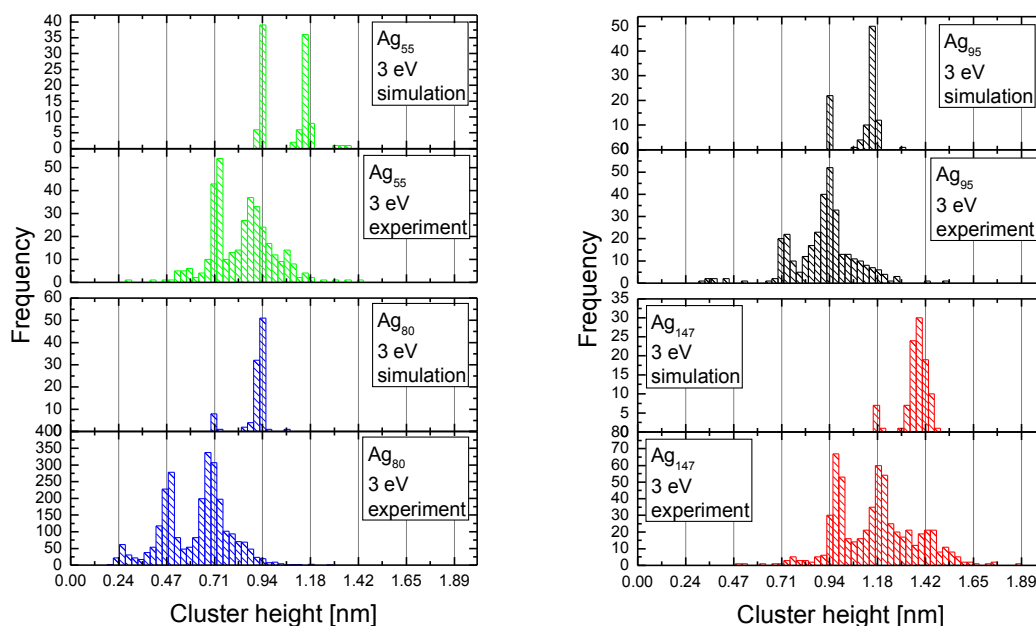 40
35
30
25
20
15
10
5
0
Ag55
3 eV
simulation
50
40
30
20
10
0
Ag55
3 eV
experiment
60
50
40
30
20
10
0
Ag80
3 eV
simulation
400
350
300
250
200
150
100
50
0
Ag80
3 eV
experiment
Frequency
0.00 0.24 0.47 0.71 0.94 1.18 1.42 1.65 1.89
Cluster height [nm]
50
40
30
20
10
0
Ag95
3 eV
simulation
60
50
40
30
20
10
0
Ag95
3 eV
experiment
35
30
25
20
15
10
5
0
Ag147
3 eV
simulation
80
70
60
50
40
30
20
10
0
Ag147
3 eV
experiment
Frequency
0.00 0.24 0.47 0.71 0.94 1.18 1.42 1.65 1.89
Cluster height [nm]